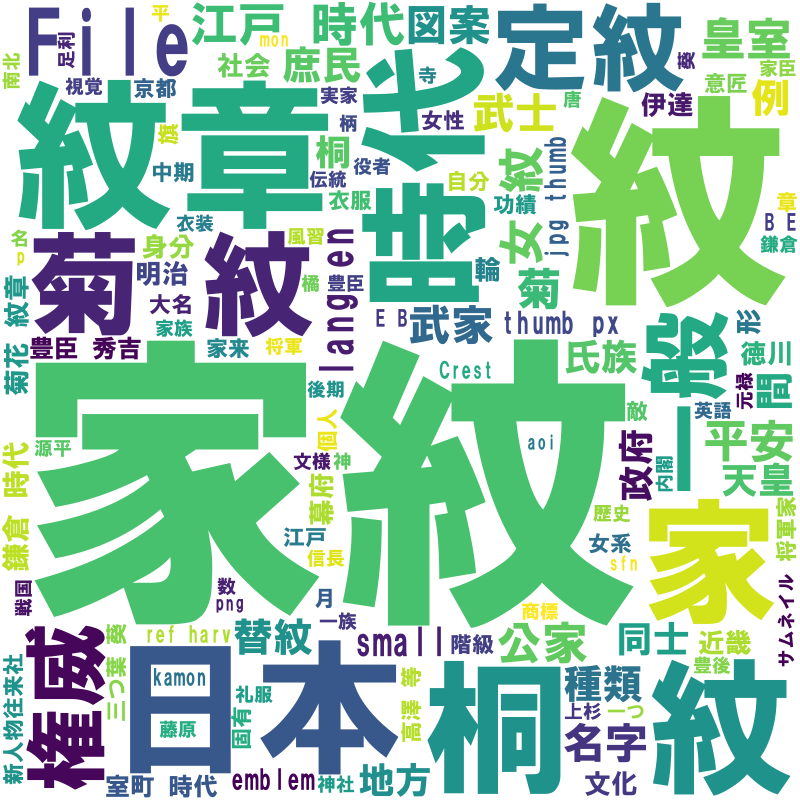 File
江戸 時代
図案
定紋
皇室
平
mon
足利
南北
視覚
京都
社会
庶民
寺
葵
家臣
意匠
実家
柄
女性
武士
唐
伊達
例
紋章
旗
中期
桐
役者
伝統
衣服
衣装
時代
自分
功績
女紋
jpg thumb
紋
章
BE
鎌倉
名
p
身分
風習
菊紋
明治
大名
橘
豊臣
langen
輪
菊
家族
EB
武家
thumb px
一般
形
菊花 紋章
豊臣 秀吉
家来
将軍
後期
Crest
氏族
徳川
間
元禄
英語
敵
家紋
個人
aoi
政府
内閣
平安
天皇
源平
文様
神
幕府
鎌倉 時代
江戸
信長
歴史
女系
sfn
家
将軍家
戦国
数
png
月
一族
商標
サムネイル
権威
三つ葉 葵
ref harv
替紋
small
階級
公家
同士
近畿
豊後
新人物往来社
日本
kamon
藤原
固有
礼服
高澤 等
桐紋
種類
上杉
一つ
名字
室町 時代
emblem
神社
地方
文化